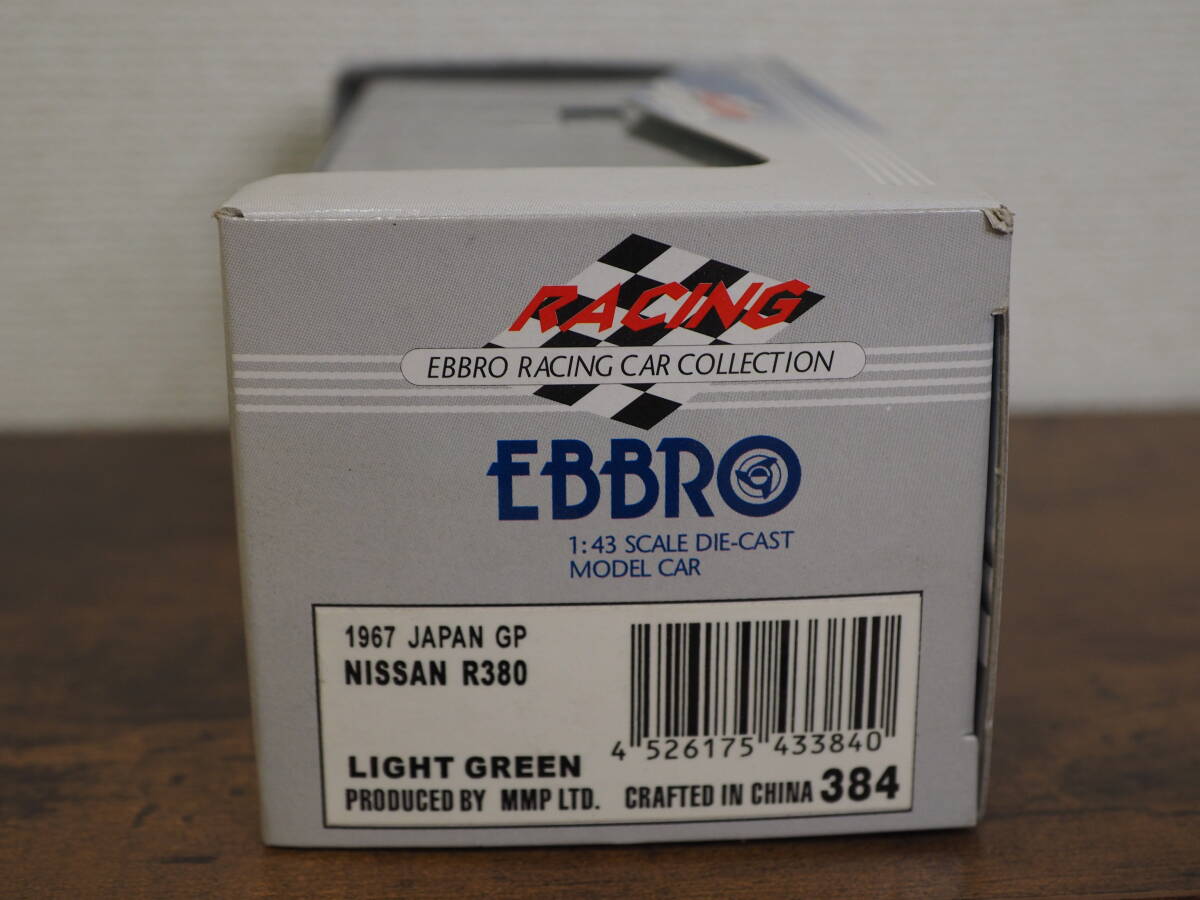 RACING
EBBRO RACING CAR COLLECTION
EBBRO
1:43 SCALE DIE-CAST
MODEL CAR
1967 JAPAN GP
NISSAN R380
4 526175 433840
LIGHT GREEN
PRODUCED BY MMP LTD. CRAFTED IN CHINA 384